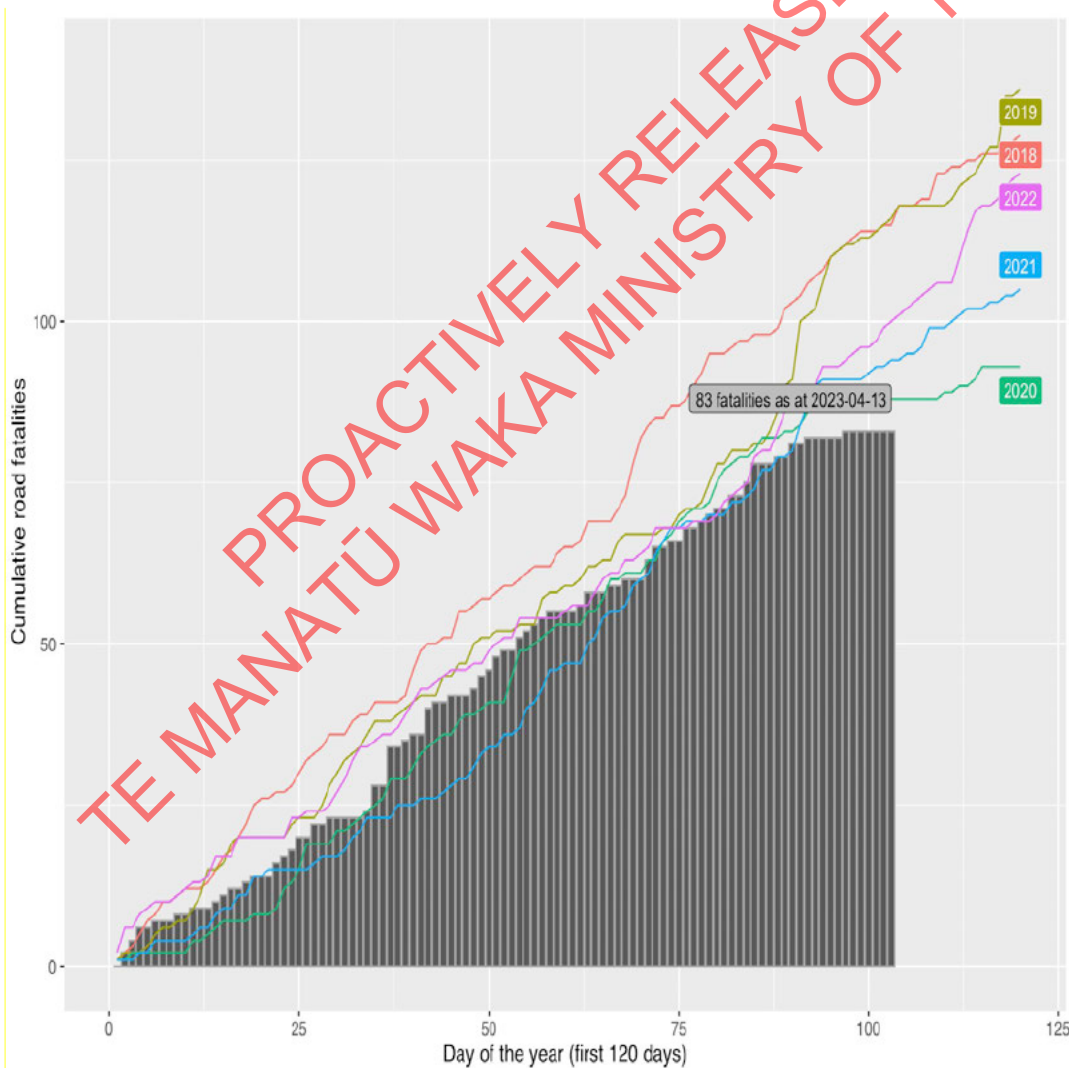 PROACTIVELY RELEAS
TE MANATŪ WAKA MINISTRY OF T
2019
2018
2022
2021
2020
83 fatalities as at 2023-04-13
100
50
0
Cumulative road fatalities
0 25 50 75 100 125
Day of the year (first 120 days)